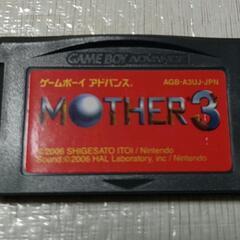 GAME BOY ADVANCE
ゲームボーイ アドバンス
AGB-A3UJ-JPN
MOTHER3
©2006 SHIGESATO ITOI / Nintendo
Sound:©2006 HAL Laboratory, inc. / Nintendo